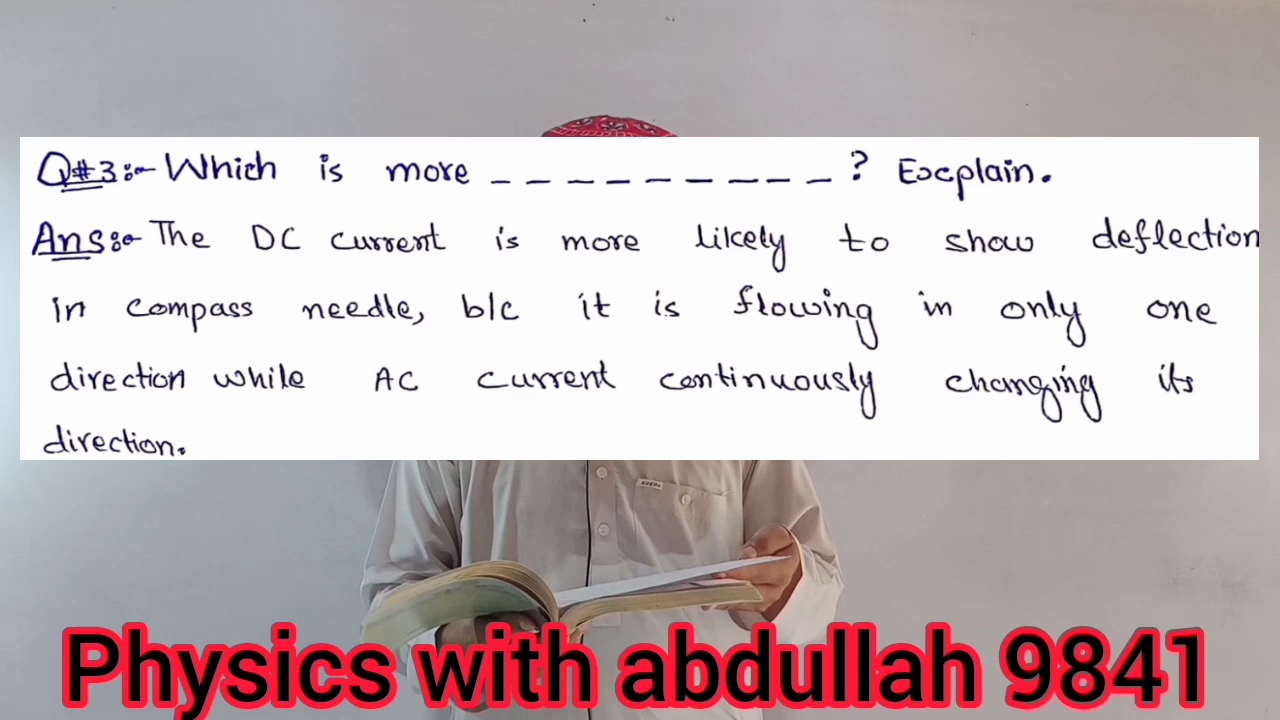 Q#3:- Which is more _ _ _ _ _ _ _ _ _ ? Explain.
Ans:- The DC current is more likely to show deflection
in compass needle, b/c it is flowing in only one
direction while AC current continuously changing its
direction.
Physics with abdullah 9841